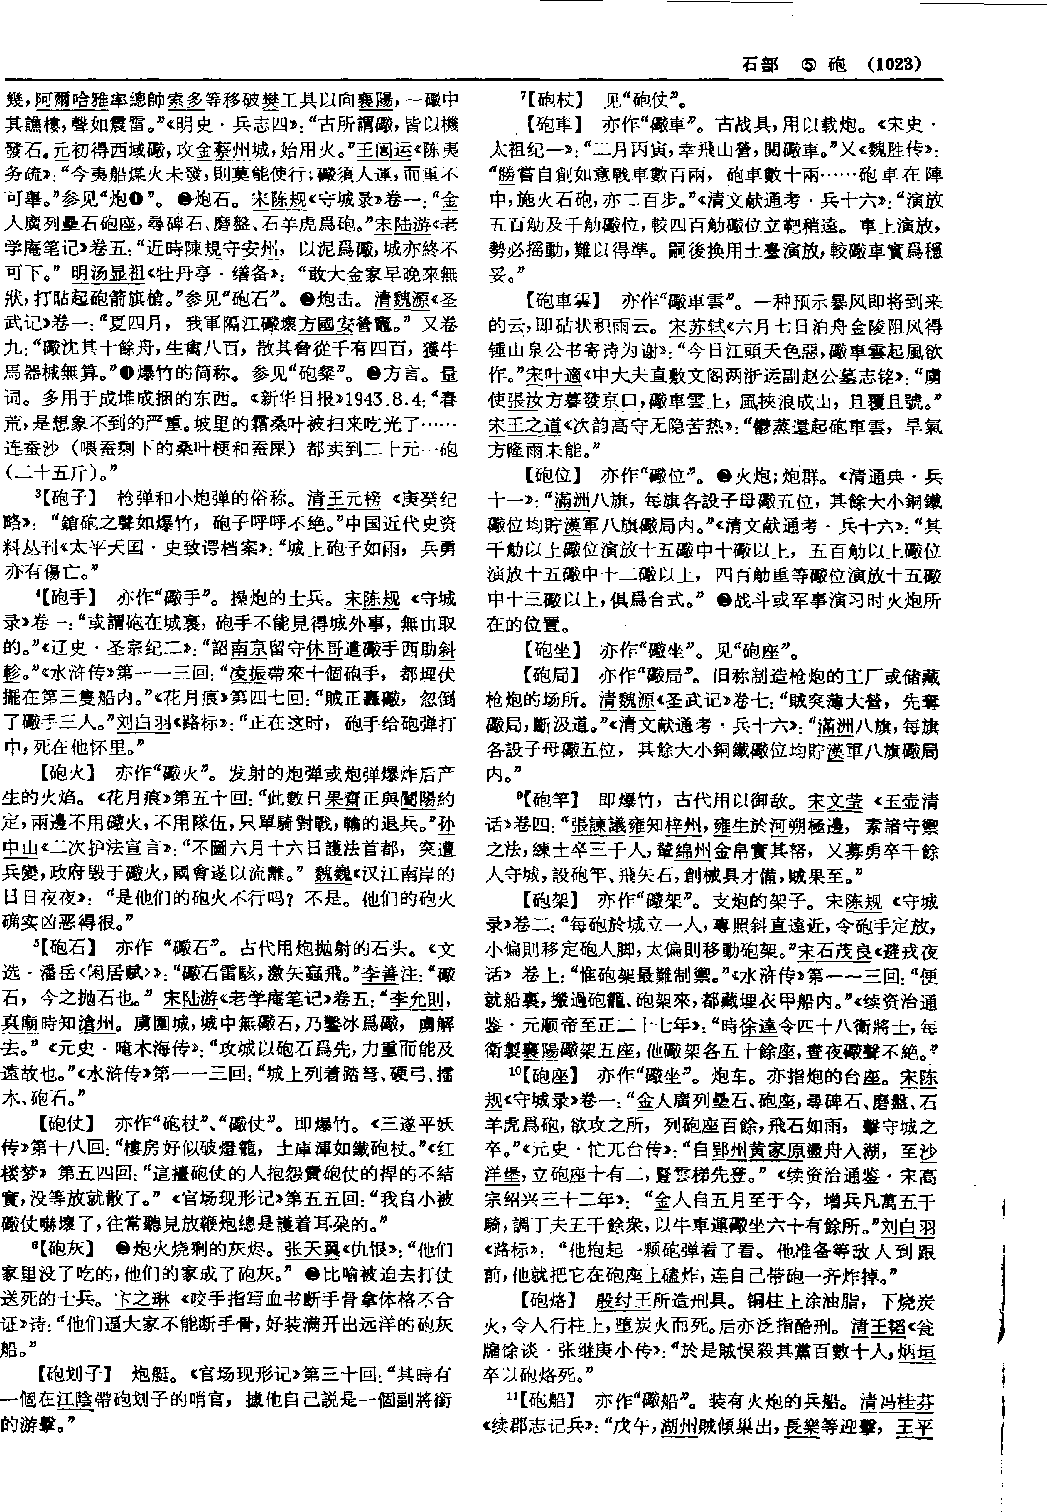 石部 ⑤ 砲 (1023)
幾，阿爾哈雅率總帥索多等移破樊工具以向襄陽，一礮中
其譙樓，聲如震雷。”《明史·兵志四》：“古所謂礮，皆以機
發石。元初得西域礮，攻金蔡州城，始用火。”王闓运《陈夷
务疏》：“今夷船煤火未發，則莫能使行；礮須人運，而重不
可舉。”参见“炮❶”。 ❷炮石。宋陈规《守城录》卷一：“金
人廣列壘石砲座，尋碑石、磨盤、石羊虎爲砲。”宋陆游《老
学庵笔记》卷五：“近時陳規守安州，以泥爲礮，城亦終不
可下。” 明汤显祖《牡丹亭·缮备》：“敢大金家早晚來無
狀，打貼起砲箭旗槍。”参见“砲石”。 ❸炮击。清魏源《圣
武记》卷一：“夏四月，我軍隔江礮壞方國安營竈。” 又卷
九：“礮沈其十餘舟，生禽八百，散其脅從千有四百，獲牛
馬器械無算。”❹爆竹的简称。参见“砲𥗬”。 ❺方言。量
词。多用于成堆成捆的东西。《新华日报》1943.8.4：“春
荒，是想象不到的严重。坡里的霜桑叶被扫来吃光了……
连蚕沙（喂蚕剩下的桑叶梗和蚕屎）都卖到二十元一砲
（二十五斤）。”
³【砲子】 枪弹和小炮弹的俗称。清王元榜《庚癸纪
略》：“鎗砲之聲如爆竹，砲子呼呼不绝。”中国近代史资
料丛刊《太平天国·史致谔档案》：“城上砲子如雨，兵勇
亦有傷亡。”
⁴【砲手】 亦作“礮手”。操炮的士兵。宋陈规《守城
录》卷一：“或謂砲在城裏，砲手不能見得城外事，無由取
的。”《辽史·圣宗纪二》：“詔南京留守休哥遣礮手西助斜
軫。”《水浒传》第一一三回：“凌振帶來十個砲手，都埋伏
擺在第三隻船内。”《花月痕》第四七回：“賊正轟礮，忽倒
了礮手三人。”刘白羽《路标》：“正在这时，砲手给砲弹打
中，死在他怀里。”
【砲火】 亦作“礮火”。发射的炮弹或炮弹爆炸后产
生的火焰。《花月痕》第五十回：“此數日果齋正與閬陽約
定，兩邊不用礮火，不用隊伍，只單騎對戰，輸的退兵。”孙
中山《二次护法宣言》：“不圖六月十六日護法首都，突遭
兵變，政府毁于礮火，國會遂以流離。” 魏巍《汉江南岸的
日日夜夜》：“是他们的砲火不行吗？不是。他们的砲火
确实凶恶得很。”
⁵【砲石】 亦作“礮石”。古代用炮抛射的石头。《文
选·潘岳〈闲居赋〉》：“礮石雷駭，激矢蝱飛。”李善注：“礮
石，今之抛石也。” 宋陆游《老学庵笔记》卷五：“李允則，
真廟時知滄州。虜圍城，城中無礮石，乃鑿冰爲礮，虜解
去。” 《元史·唵木海传》：“攻城以砲石爲先，力重而能及
遠故也。”《水浒传》第一一三回：“城上列着踏弩、硬弓、擂
木、砲石。”
【砲仗】 亦作“砲杖”、“礮仗”。即爆竹。《三遂平妖
传》第十八回：“樓房好似破燈籠，土庫渾如鐵砲杖。”《红
楼梦》第五四回：“這擡砲仗的人抱怨賣砲仗的捍的不結
實，没等放就散了。” 《官场现形记》第五五回：“我自小被
礮仗嚇壞了，往常聽見放鞭炮總是護着耳朵的。”
⁶【砲灰】 ❶炮火烧剩的灰烬。张天翼《仇恨》：“他们
家里没了吃的，他们的家成了砲灰。” ❷比喻被迫去打仗
送死的士兵。卞之琳《咬手指写血书断手骨拿体格不合
证》诗：“他们逼大家不能断手骨，好装满开出远洋的砲灰
船。”
【砲划子】 炮艇。《官场现形记》第三十回：“其時有
一個在江陰帶砲划子的哨官，據他自己説是一個副將銜
的游擊。”
⁷【砲杖】 见“砲仗”。
【砲車】 亦作“礮車”。古战具，用以载炮。《宋史·
太祖纪一》：“二月丙寅，幸飛山營，閲礮車。”又《魏胜传》：
“勝嘗自創如意戰車數百兩，砲車數十兩……砲車在陣
中，施火石砲，亦二百步。”《清文献通考·兵十六》：“演放
五百觔及千觔礮位，較四百觔礮位立靶稍遠。車上演放，
勢必摇動，難以得準。嗣後换用土臺演放，較礮車實爲穩
妥。”
【砲車雲】 亦作“礮車雲”。一种预示暴风即将到来
的云，即砧状积雨云。宋苏轼《六月七日泊舟金陵阻风得
锺山泉公书寄诗为谢》：“今日江頭天色惡，礮車雲起風欲
作。”宋叶適《中大夫直敷文阁两浙运副赵公墓志铭》：“虜
使張汝方暮發京口，礮車雲上，風挾浪成山，且覆且號。”
宋王之道《次韵高守无隐苦热》：“鬱蒸還起砲車雲，旱氣
方隆雨未能。”
【砲位】 亦作“礮位”。 ❶火炮；炮群。《清通典·兵
十一》：“滿洲八旗，每旗各設子母礮五位，其餘大小銅鐵
礮位均貯漢軍八旗礮局内。”《清文献通考·兵十六》：“其
千觔以上礮位演放十五礮中十礮以上，五百觔以上礮位
演放十五礮中十二礮以上，四百觔重等礮位演放十五礮
中十三礮以上，俱爲合式。” ❷战斗或军事演习时火炮所
在的位置。
【砲坐】 亦作“礮坐”。见“砲座”。
【砲局】 亦作“礮局”。旧称制造枪炮的工厂或储藏
枪炮的场所。清魏源《圣武记》卷七：“賊突薄大營，先奪
礮局，斷汲道。”《清文献通考·兵十六》：“滿洲八旗，每旗
各設子母礮五位，其餘大小銅鐵礮位均貯漢軍八旗礮局
内。”
⁹【砲竿】 即爆竹，古代用以御敌。宋文莹《玉壶清
话》卷四：“張諫議雍知梓州，雍生於河朔極邊，素諳守禦
之法，練士卒三千人，輦綿州金帛實其帑，又募勇卒千餘
人守城，設砲竿、飛矢石，創械具才備，賊果至。”
【砲架】 亦作“礮架”。支炮的架子。宋陈规《守城
录》卷二：“每砲於城立一人，專照斜直遠近，令砲手定放，
小偏則移定砲人脚，太偏則移動砲架。”宋石茂良《避戎夜
话》卷上：“惟砲架最難制禦。”《水浒传》第一一三回：“便
就船裏，搬過砲籠、砲架來，都藏埋衣甲船内。”《续资治通
鉴·元顺帝至正二十七年》：“時徐達令四十八衛將士，每
衛製襄陽礮架五座，他礮架各五十餘座，晝夜礮聲不絶。”
¹⁰【砲座】 亦作“礮坐”。炮车。亦指炮的台座。宋陈
规《守城录》卷一：“金人廣列壘石、砲座，尋碑石、磨盤、石
羊虎爲砲，欲攻之所，列砲座百餘，飛石如雨，擊守城之
卒。”《元史·忙兀台传》：“自郢州黄家原盪舟入湖，至沙
洋堡，立砲座十有二，豎雲梯先登。” 《续资治通鉴·宋高
宗绍兴三十二年》：“金人自五月至于今，增兵凡萬五千
騎，調丁夫五千餘衆，以牛車運礮坐六十有餘所。”刘白羽
《路标》：“他抱起一颗砲弹看了看。他准备等敌人到跟
前，他就把它在砲座上磕炸，连自己带砲一齐炸掉。”
【砲烙】 殷纣王所造刑具。铜柱上涂油脂，下烧炭
火，令人行柱上，堕炭火而死。后亦泛指酷刑。清王韬《瓮
牖馀谈·张继庚小传》：“於是賊悮殺其黨百數十人，炳垣
卒以砲烙死。”
¹¹【砲船】 亦作“礮船”。装有火炮的兵船。清冯桂芬
《续郡志记兵》：“戊午，湖州賊傾巢出，長樂等迎擊，王平